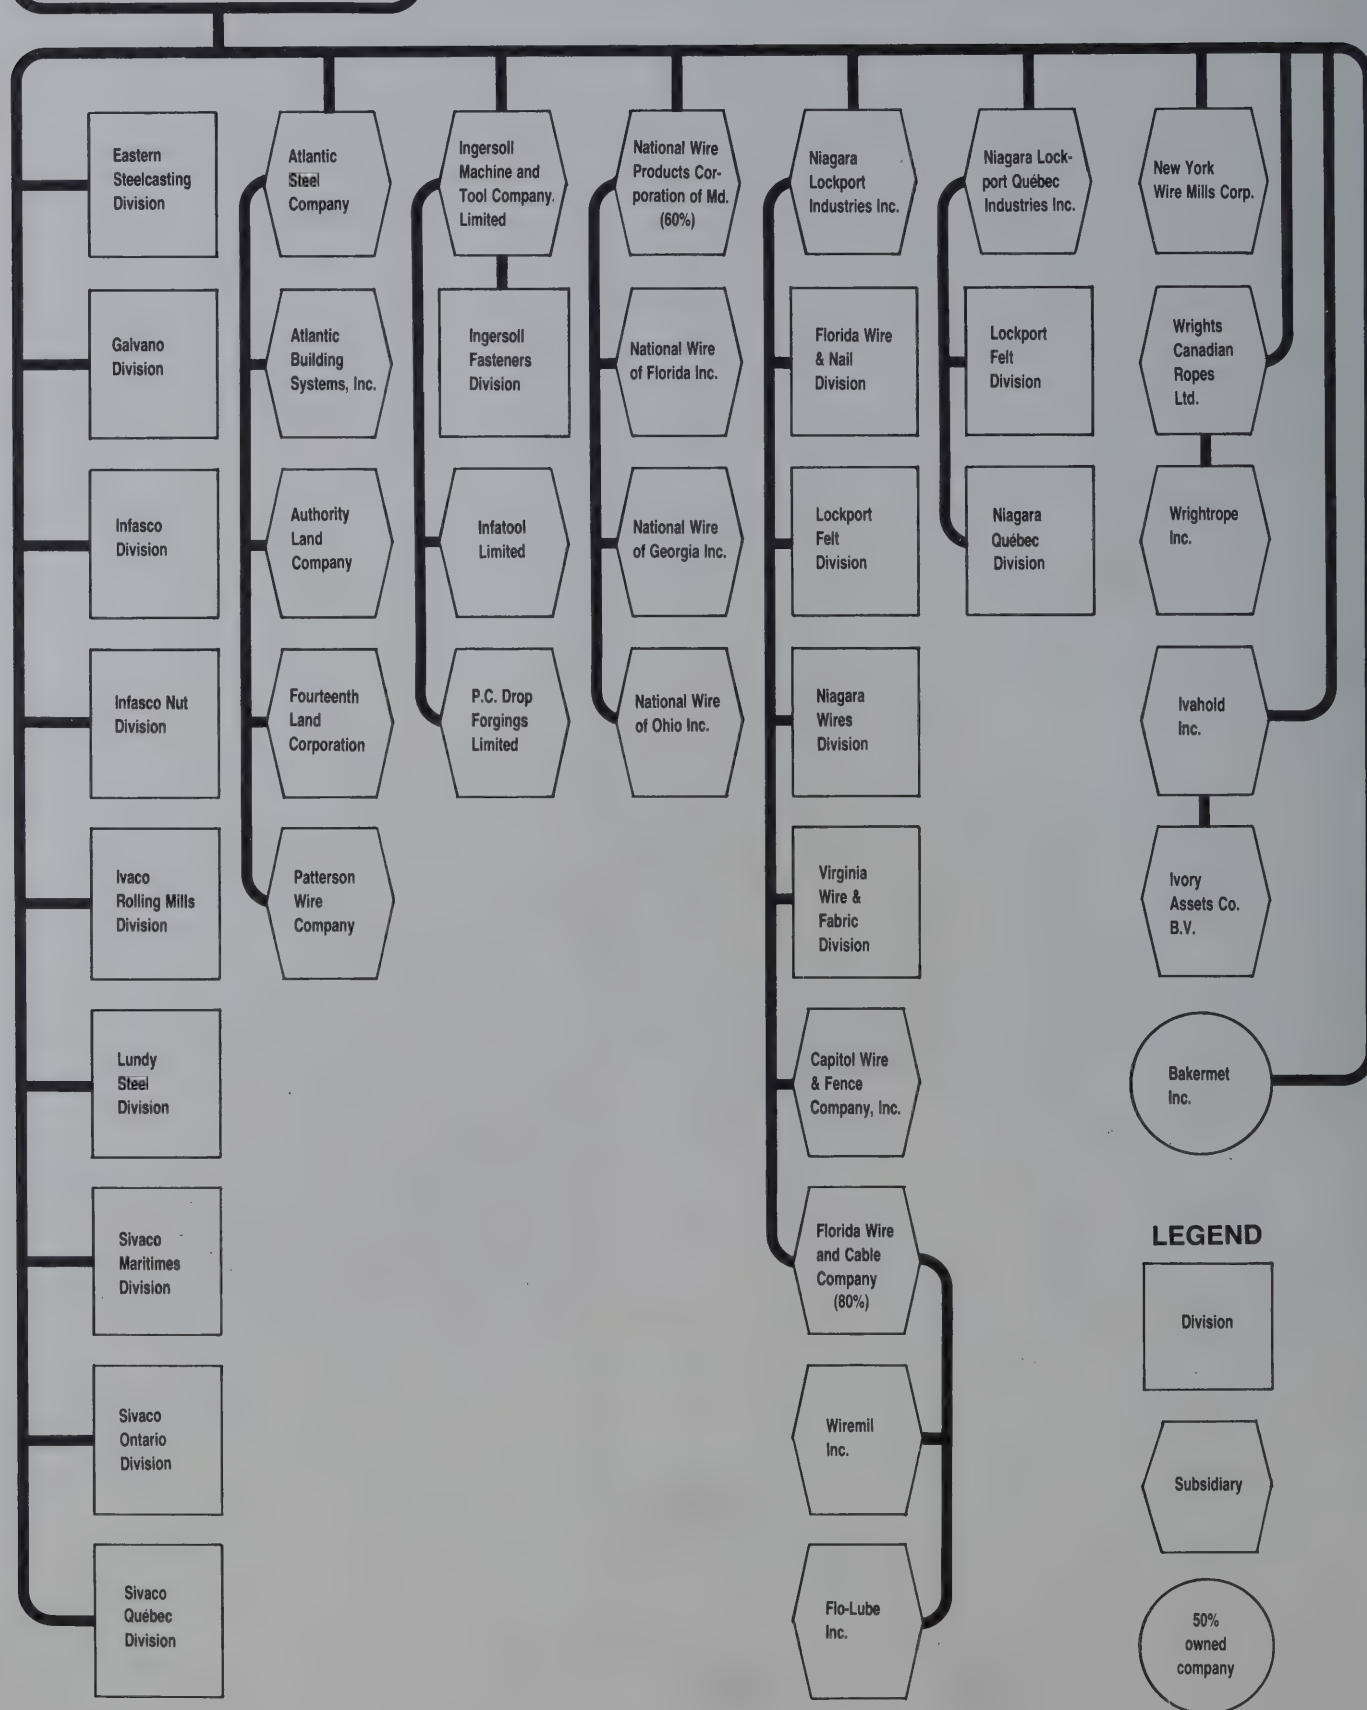 Eastern
Steelcasting
Division
Galvano
Division
Infasco
Division
Infasco Nut
Division
Ivaco
Rolling Mills
Division
Lundy
Steel
Division
Sivaco
Maritimes
Division
Sivaco
Ontario
Division
Sivaco
Québec
Division
Atlantic
Steel
Company
Atlantic
Building
Systems, Inc.
Authority
Land
Company
Fourteenth
Land
Corporation
Patterson
Wire
Company
Ingersoll
Machine and
Tool Company.
Limited
Ingersoll
Fasteners
Division
Infatool
Limited
P.C. Drop
Forgings
Limited
National Wire
Products Cor-
poration of Md.
(60%)
National Wire
of Florida Inc.
National Wire
of Georgia Inc.
National Wire
of Ohio Inc.
Niagara
Lockport
Industries Inc.
Florida Wire
& Nail
Division
Lockport
Felt
Division
Niagara
Wires
Division
Virginia
Wire &
Fabric
Division
Capitol Wire
& Fence
Company, Inc.
Florida Wire
and Cable
Company
(80%)
Wiremil
Inc.
Flo-Lube
Inc.
Niagara Lock-
port Québec
Industries Inc.
Lockport
Felt
Division
Niagara
Québec
Division
New York
Wire Mills Corp.
Wrights
Canadian
Ropes
Ltd.
Wrightrope
Inc.
Ivahold
Inc.
Ivory
Assets Co.
B.V.
Bakermet
Inc.
LEGEND
Division
Subsidiary
50%
owned
company